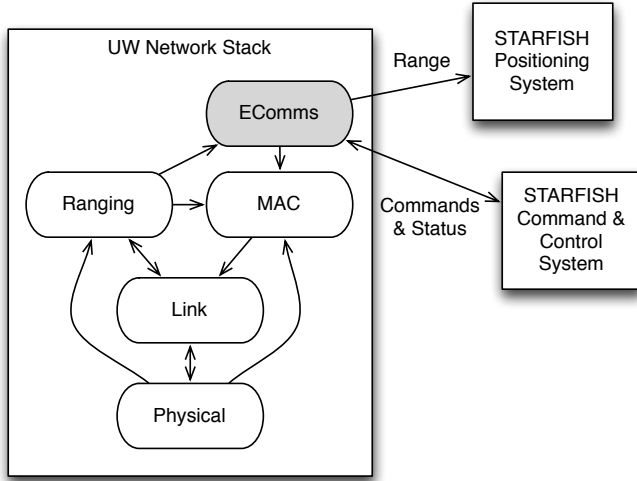 UW Network Stack
EComms
Range
STARFISH
Positioning
System
Ranging
MAC
Commands
& Status
STARFISH
Command &
Control
System
Link
Physical